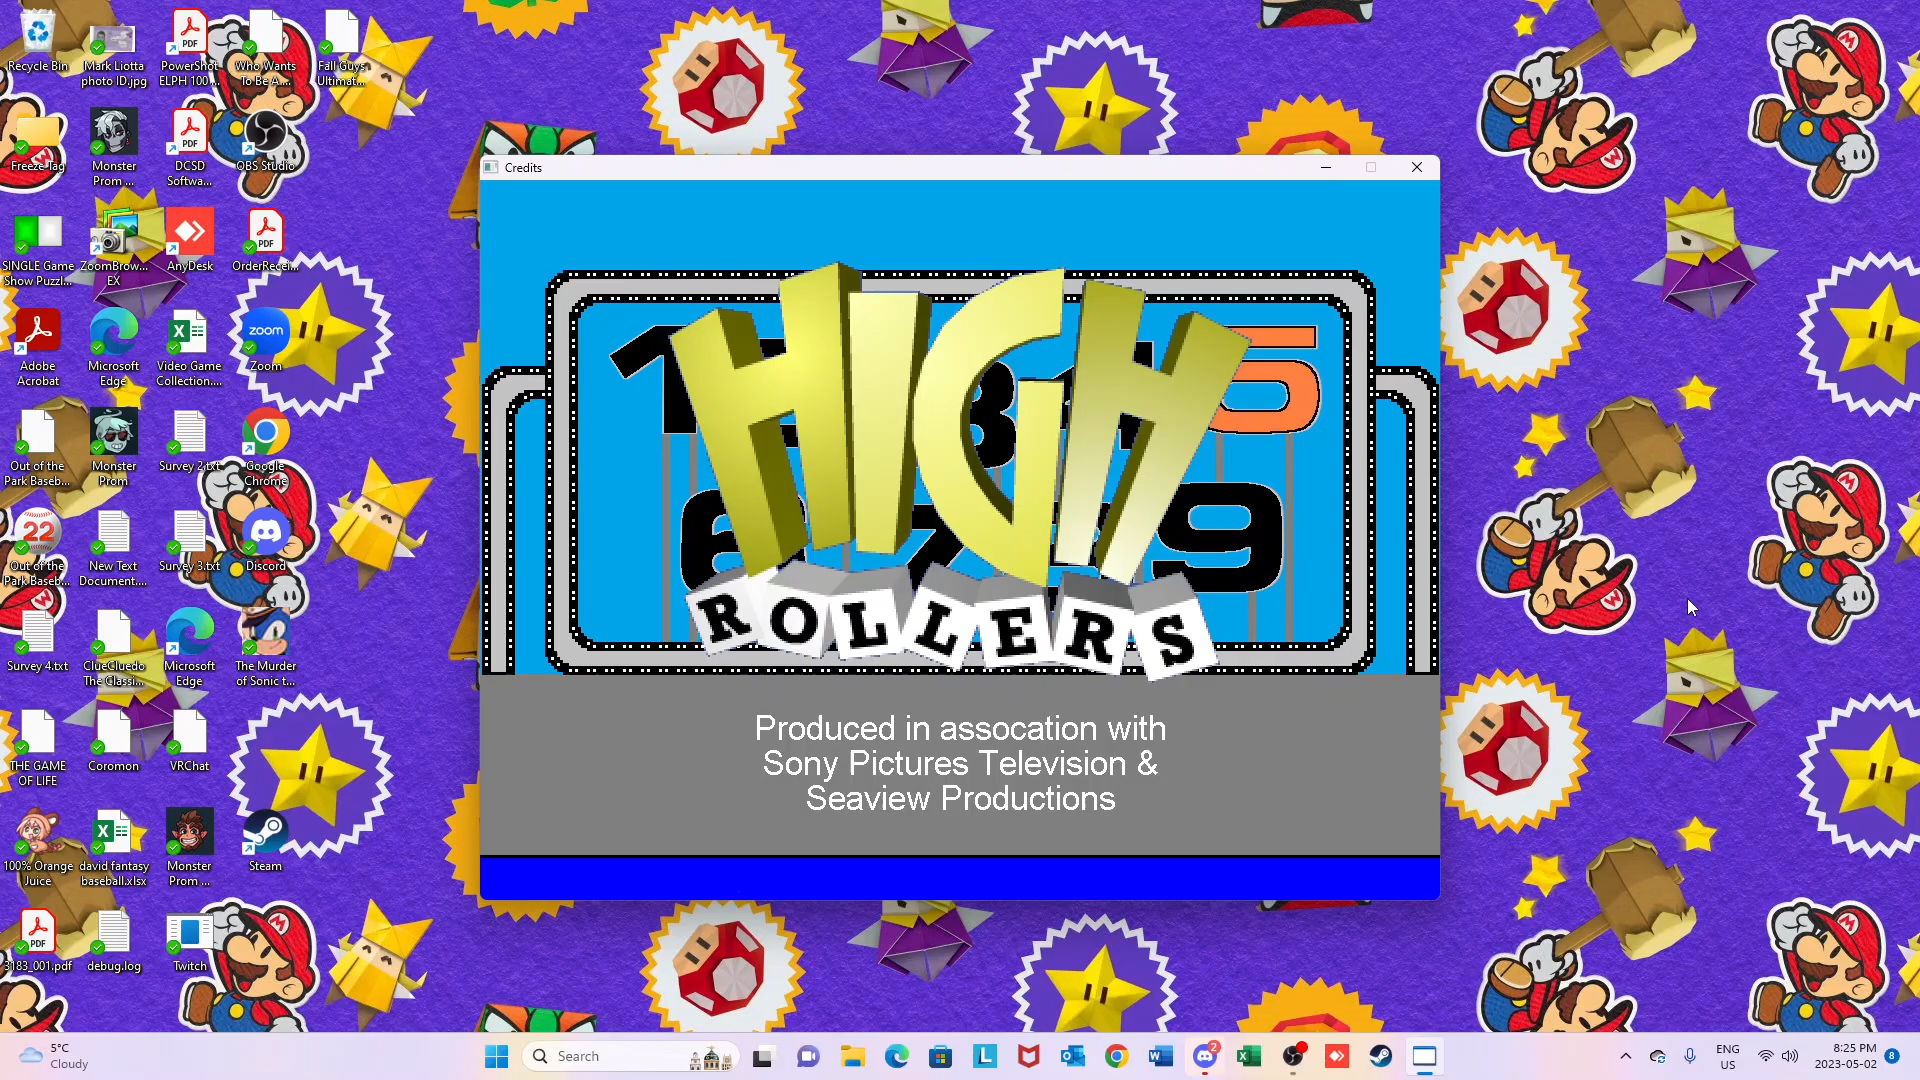 Recycle Bin
Mark Liotta
photo ID.jpg
PowerShot
ELPH 100 ...
Who Wants
To Be A ...
Fall Guys
Ultimat...
Freeze Tag
Monster
Prom ...
DCSD
Softwa...
OBS Studio
SINGLE Game
Show Puzzl...
ZoomBrow...
EX
AnyDesk
OrderRecei...
Adobe
Acrobat
Microsoft
Edge
Video Game
Collection....
Zoom
Out of the
Park Baseb...
Monster
Prom
Survey 2.txt
Google
Chrome
Out of the
Park Baseb...
New Text
Document....
Survey 3.txt
Discord
Survey 4.txt
ClueCluedo
The Classi...
Microsoft
Edge
The Murder
of Sonic t...
THE GAME
OF LIFE
Coromon
VRChat
100% Orange
Juice
david fantasy
baseball.xlsx
Monster
Prom ...
Steam
3183_001.pdf
debug.log
Twitch
Credits
HIGH
ROLLERS
Produced in assocation with
Sony Pictures Television &
Seaview Productions
5°C
Cloudy
Search
ENG
US
8:25 PM
2023-05-02